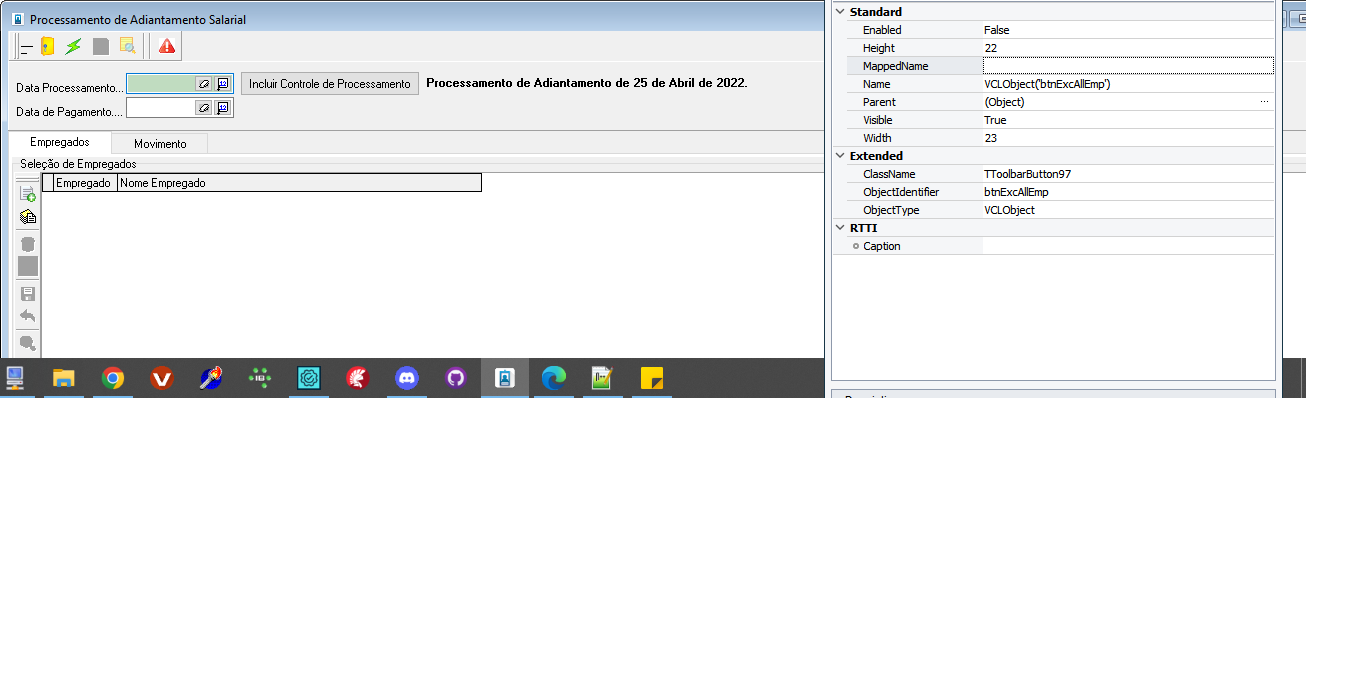 Processamento de Adiantamento Salarial
Data Processamento...
Incluir Controle de Processamento
Processamento de Adiantamento de 25 de Abril de 2022.
Data de Pagamento....
Empregados
Movimento
Seleção de Empregados
Empregado
Nome Empregado
Standard
Enabled
False
Height
22
MappedName
Name
VCLObject('btnExcAllEmp')
Parent
(Object)
...
Visible
True
Width
23
Extended
ClassName
TToolbarButton97
ObjectIdentifier
btnExcAllEmp
ObjectType
VCLObject
RTTI
Caption